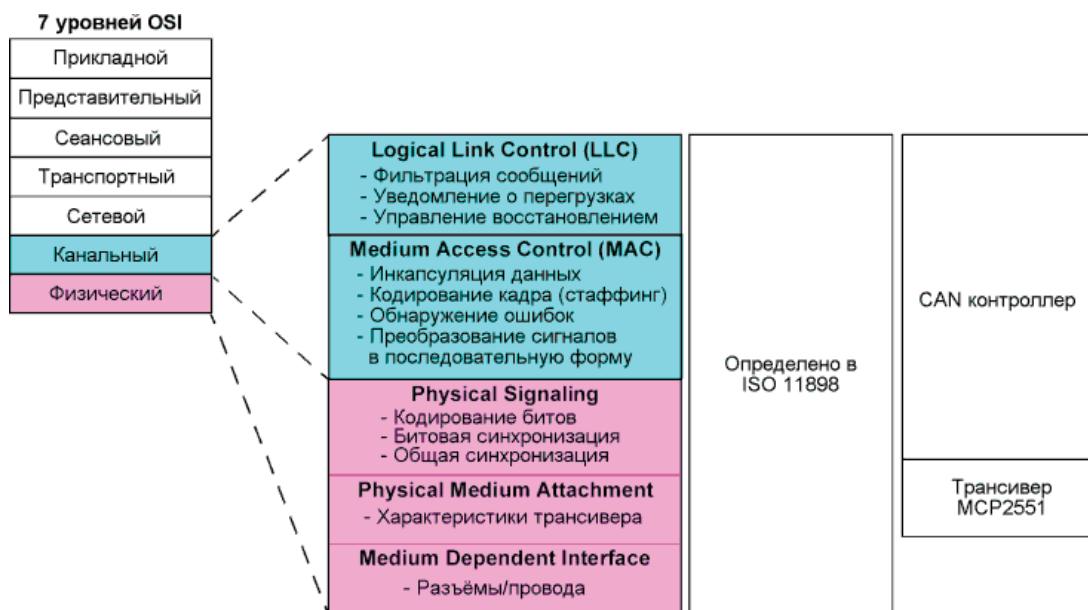 7 уровней OSI
Прикладной
Представительный
Сеансовый
Транспортный
Сетевой
Канальный
Физический
Logical Link Control (LLC)
- Фильтрация сообщений
- Уведомление о перегрузках
- Управление восстановлением
Medium Access Control (MAC)
- Инкапсуляция данных
- Кодирование кадра (стаффинг)
- Обнаружение ошибок
- Преобразование сигналов
в последовательную форму
Physical Signaling
- Кодирование битов
- Битовая синхронизация
- Общая синхронизация
Physical Medium Attachment
- Характеристики трансивера
Medium Dependent Interface
- Разъёмы/провода
Определено в
ISO 11898
CAN контроллер
Трансивер
MCP2551